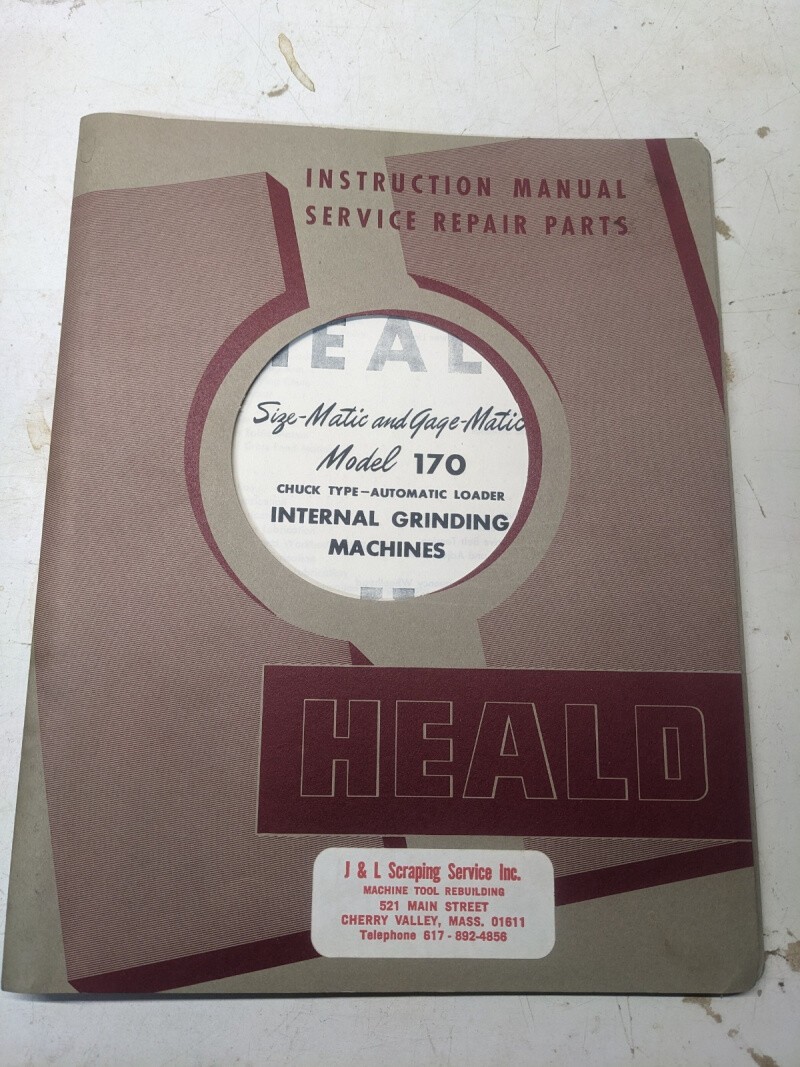 INSTRUCTION MANUAL
SERVICE REPAIR PARTS
HEAL
Size-Matic and Gage-Matic
Model 170
CHUCK TYPE-AUTOMATIC LOADER
INTERNAL GRINDING
MACHINES
HEALD
J & L Scraping Service Inc.
MACHINE TOOL REBUILDING
521 MAIN STREET
CHERRY VALLEY, MASS. 01611
Telephone 617 - 892-4856